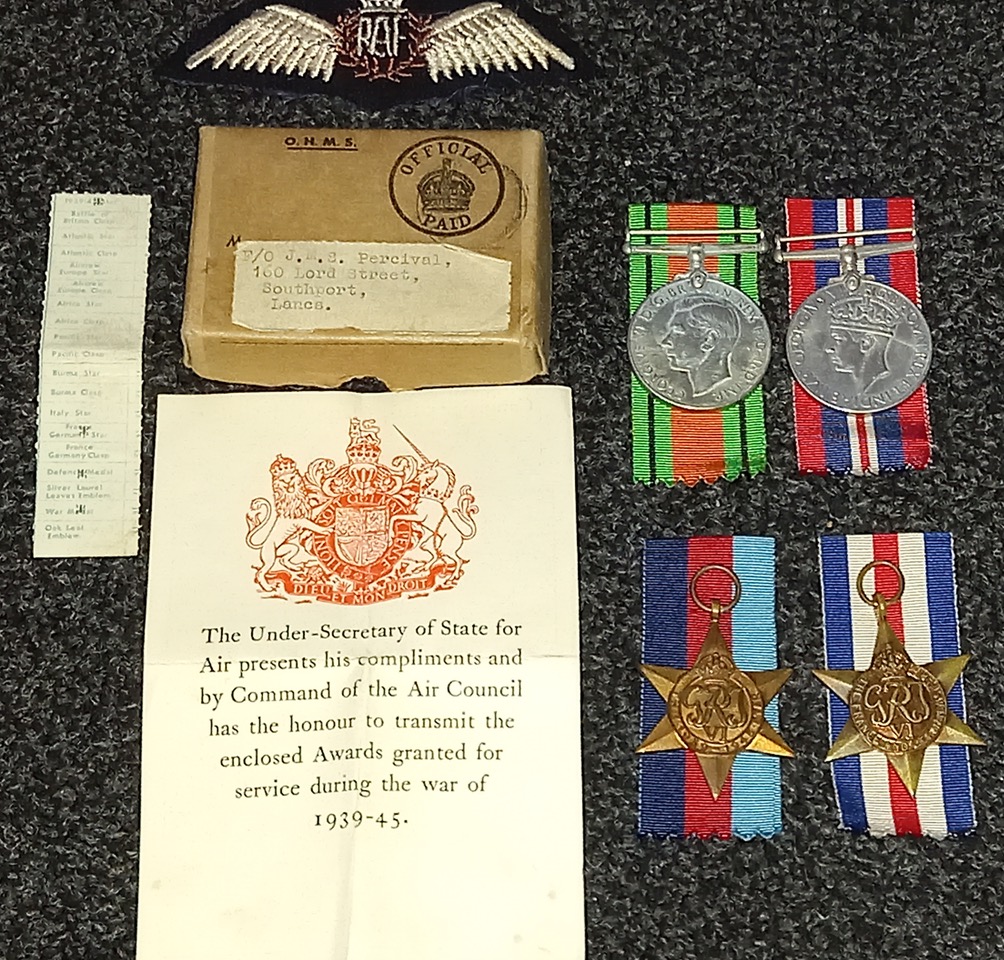 RAF
O.H.M.S.
OFFICIAL
PAID
M
F/O J.M.S. Percival,
160 Lord Street,
Southport,
Lancs.
Battle of
Britain Clasp
Atlantic Star
Atlantic Clasp
Aircrew
Europe Star
Aircrew
Europe Clasp
Africa Star
Africa Clasp
Pacific Star
Pacific Clasp
Burma Star
Burma Clasp
Italy Star
France
Germany Star
France
Germany Clasp
Defence Medal
Silver Laurel
Leaves Emblem
War Medal
Oak Leaf
Emblem
DIEU ET MON DROIT
The Under-Secretary of State for
Air presents his compliments and
by Command of the Air Council
has the honour to transmit the
enclosed Awards granted for
service during the war of
1939-45.
GRI
VI
GRI
VI